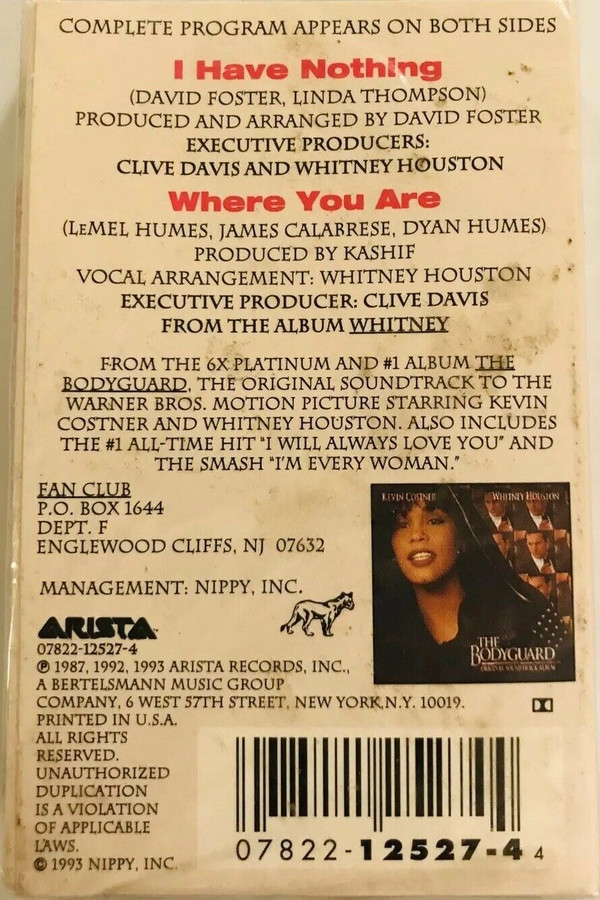 COMPLETE PROGRAM APPEARS ON BOTH SIDES
I Have Nothing
(DAVID FOSTER, LINDA THOMPSON)
PRODUCED AND ARRANGED BY DAVID FOSTER
EXECUTIVE PRODUCERS:
CLIVE DAVIS AND WHITNEY HOUSTON
Where You Are
(LEMEL HUMES, JAMES CALABRESE, DYAN HUMES)
PRODUCED BY KASHIF
VOCAL ARRANGEMENT: WHITNEY HOUSTON
EXECUTIVE PRODUCER: CLIVE DAVIS
FROM THE ALBUM WHITNEY
FROM THE 6X PLATINUM AND #1 ALBUM THE
BODYGUARD, THE ORIGINAL SOUNDTRACK TO THE
WARNER BROS. MOTION PICTURE STARRING KEVIN
COSTNER AND WHITNEY HOUSTON. ALSO INCLUDES
THE #1 ALL-TIME HIT "I WILL ALWAYS LOVE YOU" AND
THE SMASH "I'M EVERY WOMAN."
FAN CLUB
P.O. BOX 1644
DEPT. F
ENGLEWOOD CLIFFS, NJ 07632
MANAGEMENT: NIPPY, INC.
KEVIN COSTNER WHITNEY HOUSTON
THE
BODYGUARD
ORIGINAL SOUNDTRACK ALBUM
ARISTA
07822-12527-4
℗ 1987, 1992, 1993 ARISTA RECORDS, INC.,
A BERTELSMANN MUSIC GROUP
COMPANY, 6 WEST 57TH STREET, NEW YORK,N.Y. 10019.
PRINTED IN U.S.A.
ALL RIGHTS
RESERVED.
UNAUTHORIZED
DUPLICATION
IS A VIOLATION
OF APPLICABLE
LAWS.
© 1993 NIPPY, INC.
07822-12527-4 4